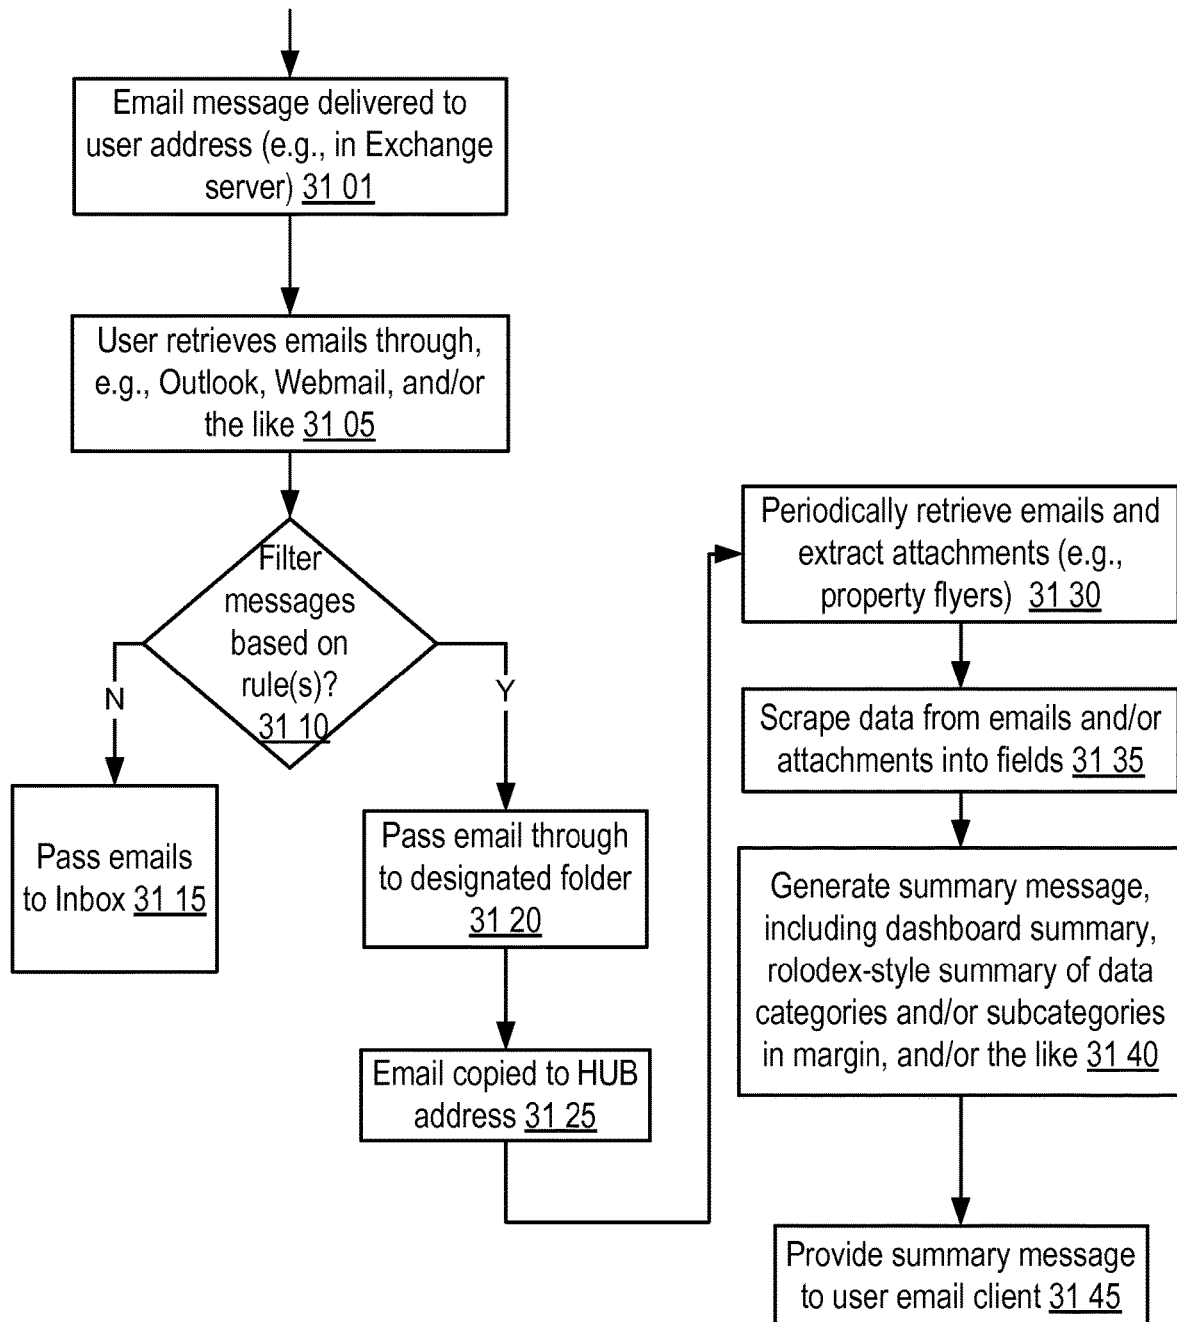 Email message delivered to
user address (e.g., in Exchange
server) 31 01
User retrieves emails through,
e.g., Outlook, Webmail, and/or
the like 31 05
Filter
messages
based on
rule(s)?
31 10
N
Y
Pass emails
to Inbox 31 15
Pass email through
to designated folder
31 20
Email copied to HUB
address 31 25
Periodically retrieve emails and
extract attachments (e.g.,
property flyers) 31 30
Scrape data from emails and/or
attachments into fields 31 35
Generate summary message,
including dashboard summary,
rolodex-style summary of data
categories and/or subcategories
in margin, and/or the like 31 40
Provide summary message
to user email client 31 45